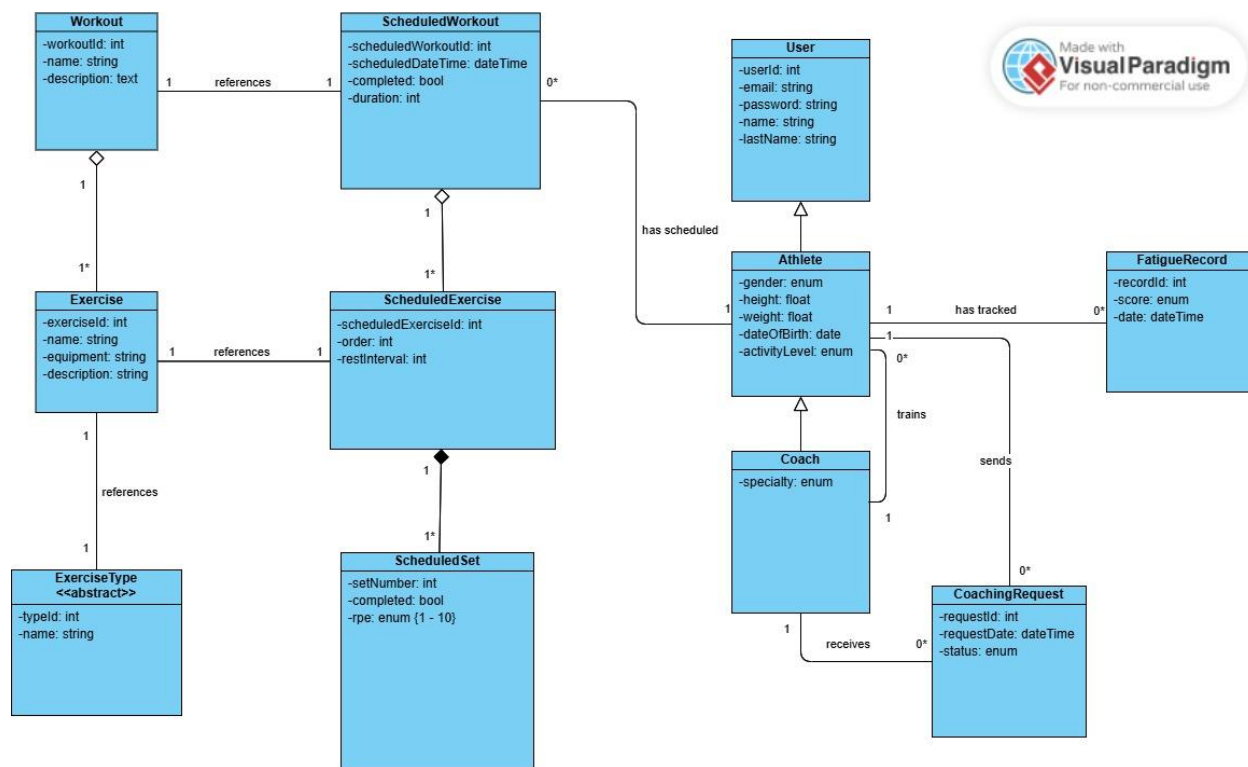 Workout
-workoutId: int
-name: string
-description: text
ScheduledWorkout
-scheduledWorkoutId: int
-scheduledDateTime: dateTime
-completed: bool
-duration: int
1
references
1
0*
User
-userId: int
-email: string
-password: string
-name: string
-lastName: string
Made with
Visual Paradigm
For non-commercial use
1
1*
1
1*
has scheduled
1
Exercise
-exerciseId: int
-name: string
-equipment: string
-description: string
1
references
1
ScheduledExercise
-scheduledExerciseId: int
-order: int
-restInterval: int
Athlete
-gender: enum
-height: float
-weight: float
-dateOfBirth: date
-activityLevel: enum
1
has tracked
0*
FatigueRecord
-recordId: int
-score: enum
-date: dateTime
1
0*
trains
1
sends
0*
Coach
-specialty: enum
1
references
1
1
1*
ExerciseType
<<abstract>>
-typeId: int
-name: string
ScheduledSet
-setNumber: int
-completed: bool
-rpe: enum {1 - 10}
1
receives
0*
CoachingRequest
-requestId: int
-requestDate: dateTime
-status: enum